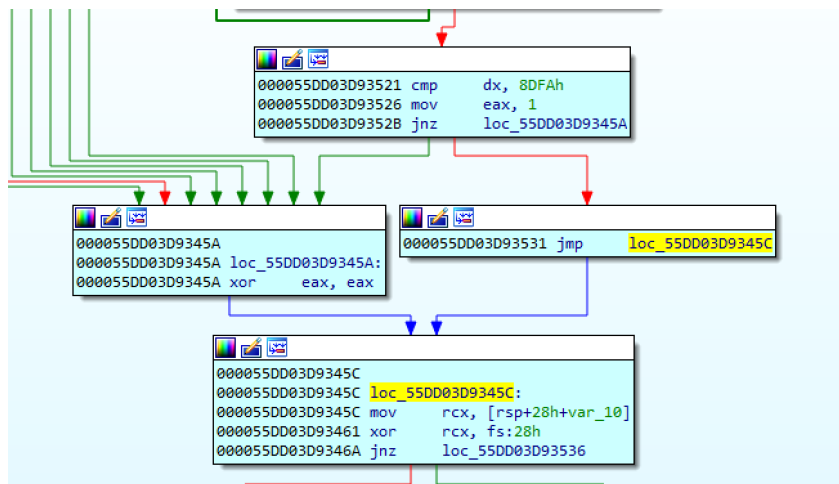 000055DD03D93521 cmp dx, 8DFAh
000055DD03D93526 mov eax, 1
000055DD03D9352B jnz loc_55DD03D9345A
000055DD03D9345A
000055DD03D9345A loc_55DD03D9345A:
000055DD03D9345A xor eax, eax
000055DD03D93531 jmp loc_55DD03D9345C
000055DD03D9345C
000055DD03D9345C loc_55DD03D9345C:
000055DD03D9345C mov rcx, [rsp+28h+var_10]
000055DD03D93461 xor rcx, fs:28h
000055DD03D9346A jnz loc_55DD03D93536